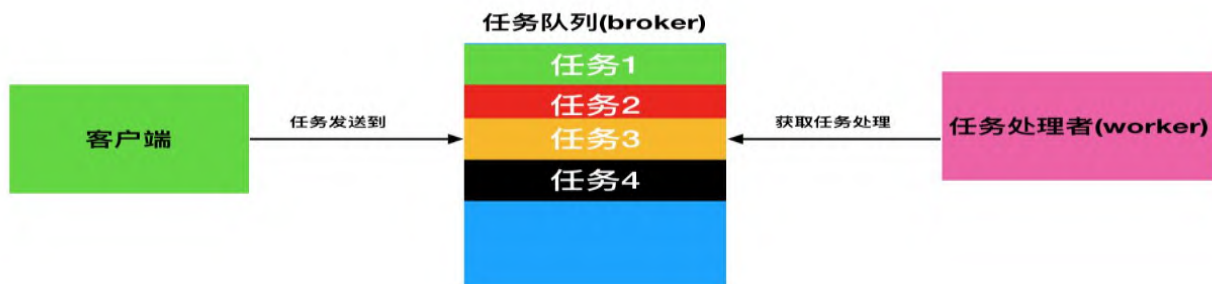 任务队列(broker)
任务1
客户端
任务发送到
任务2
任务3
任务4
获取任务处理
任务处理者(worker)